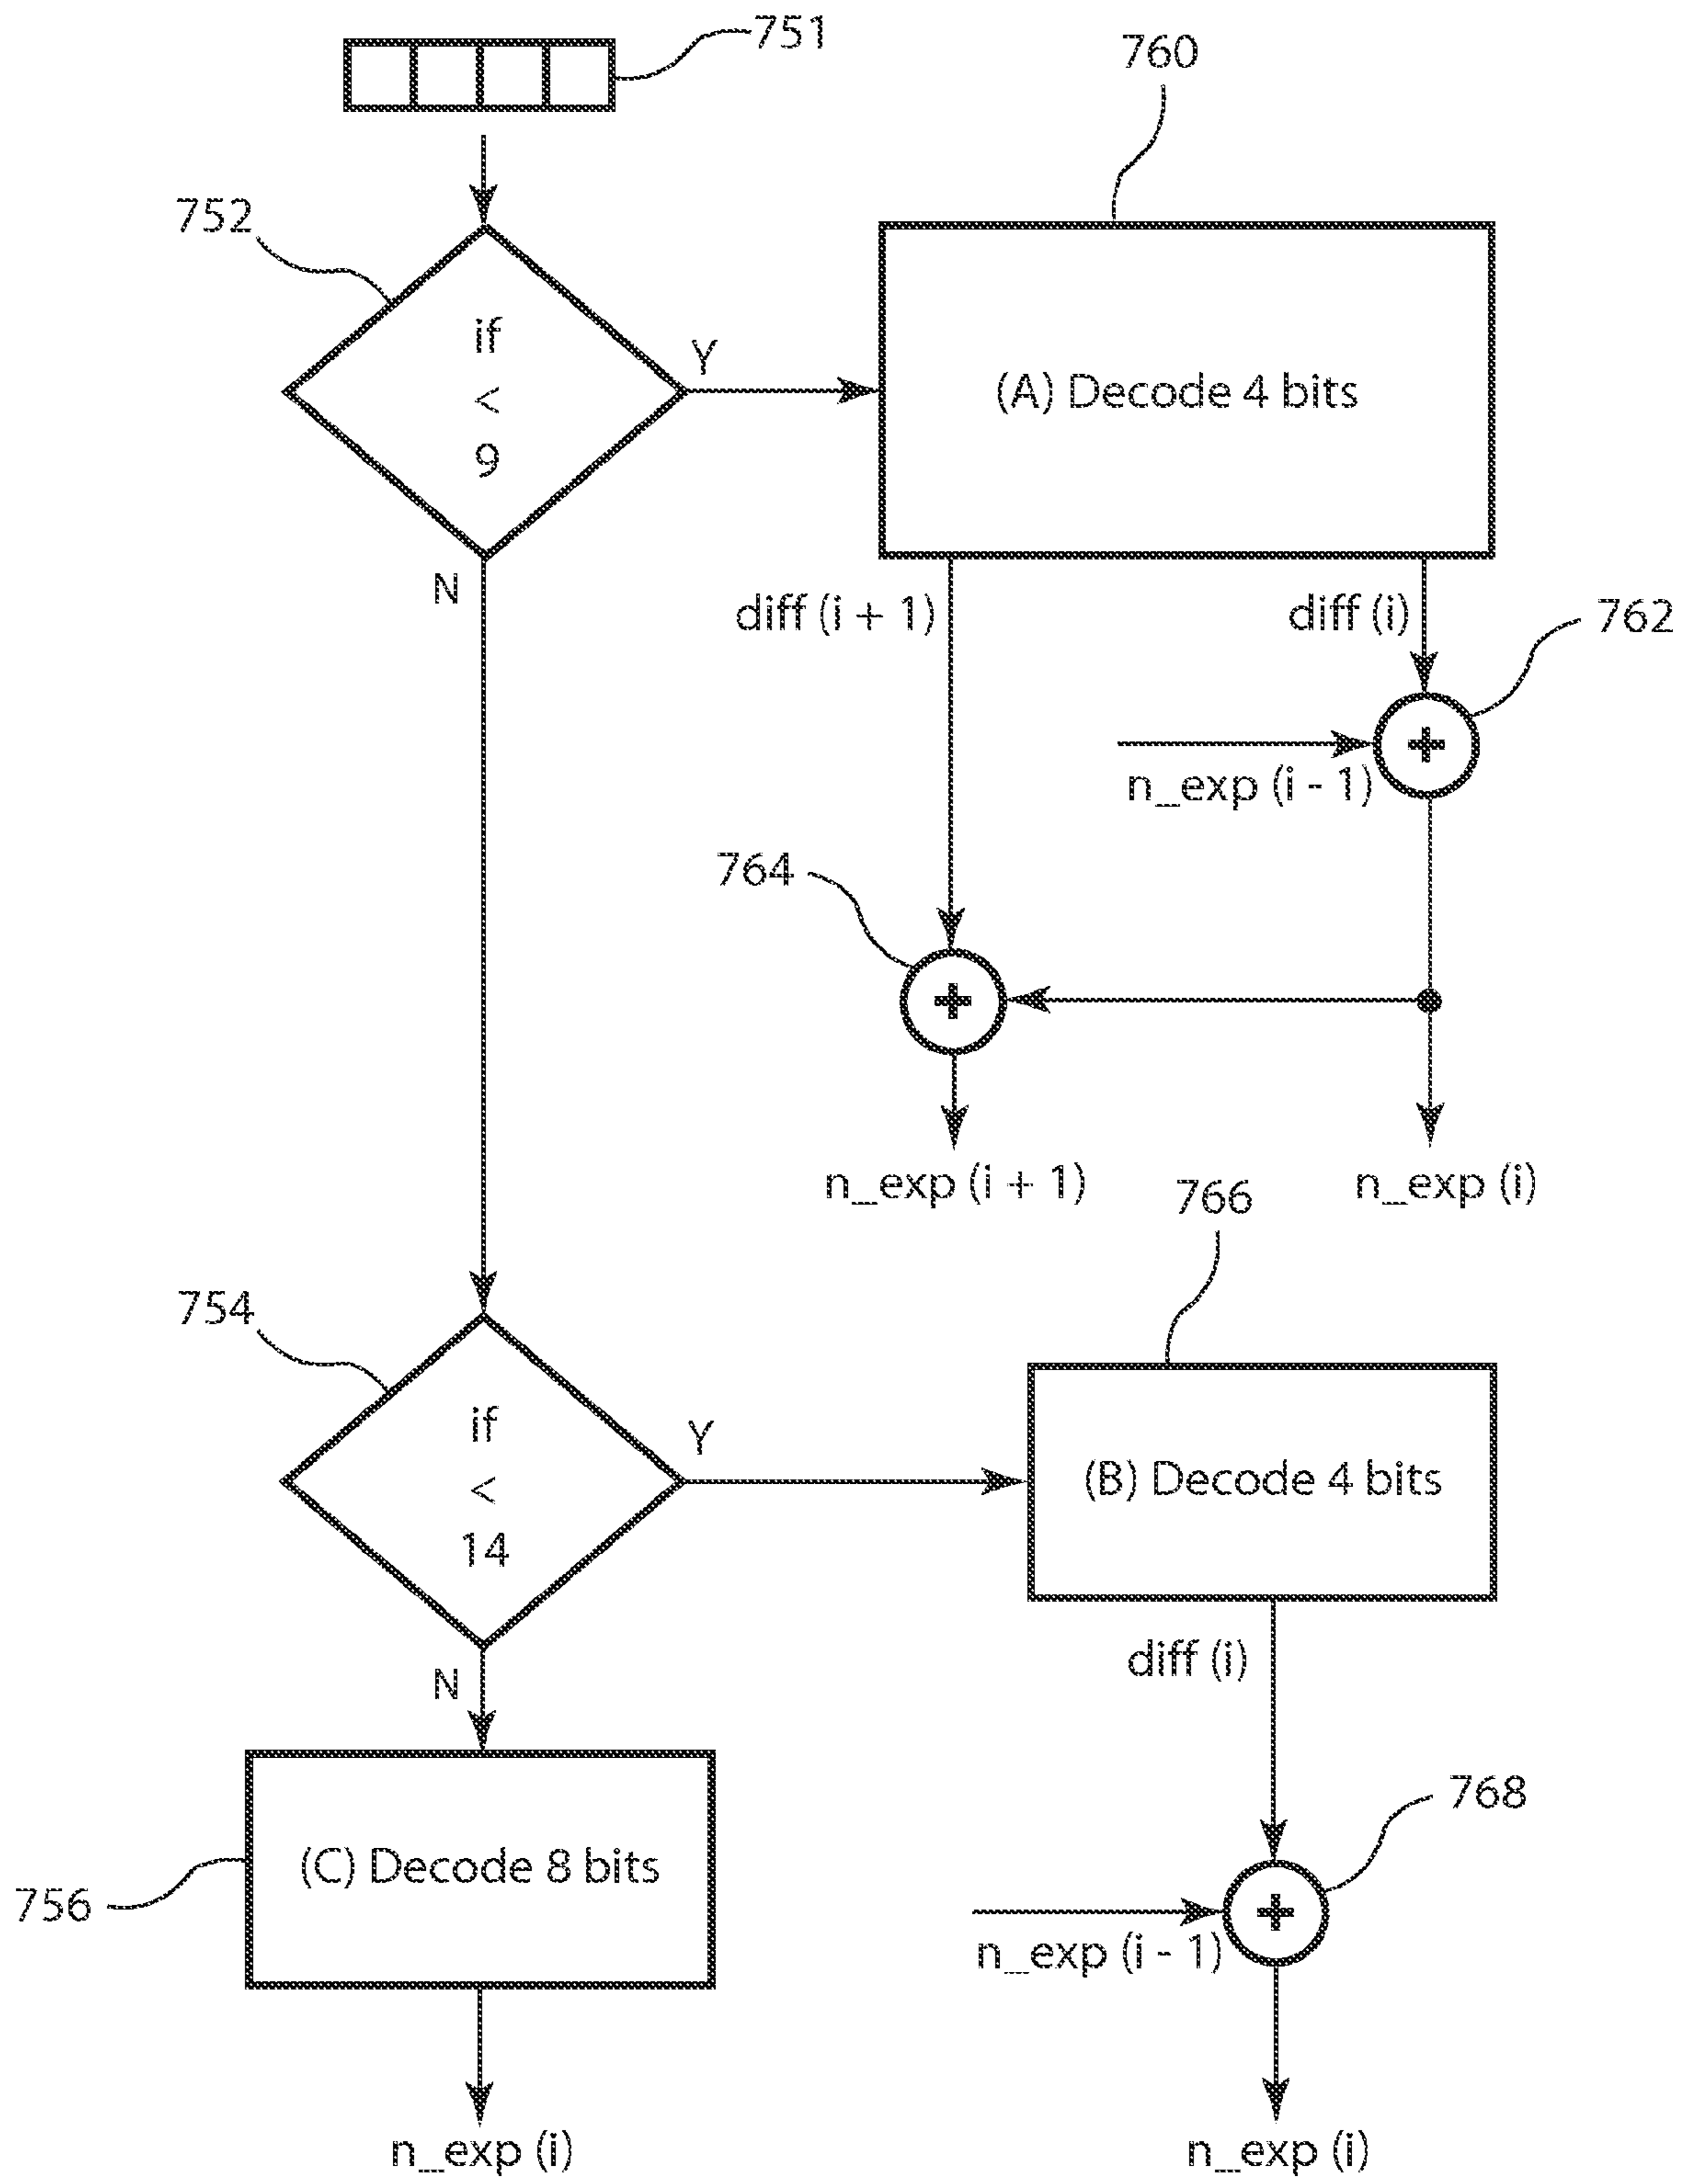 751
760
752
if
<
9
Y
(A) Decode 4 bits
N
diff (i + 1)
diff (i)
762
n_exp (i - 1)
764
n_exp (i + 1)
n_exp (i)
766
754
if
<
14
Y
(B) Decode 4 bits
diff (i)
N
768
(C) Decode 8 bits
756
n_exp (i - 1)
n_exp (i)
n_exp (i)